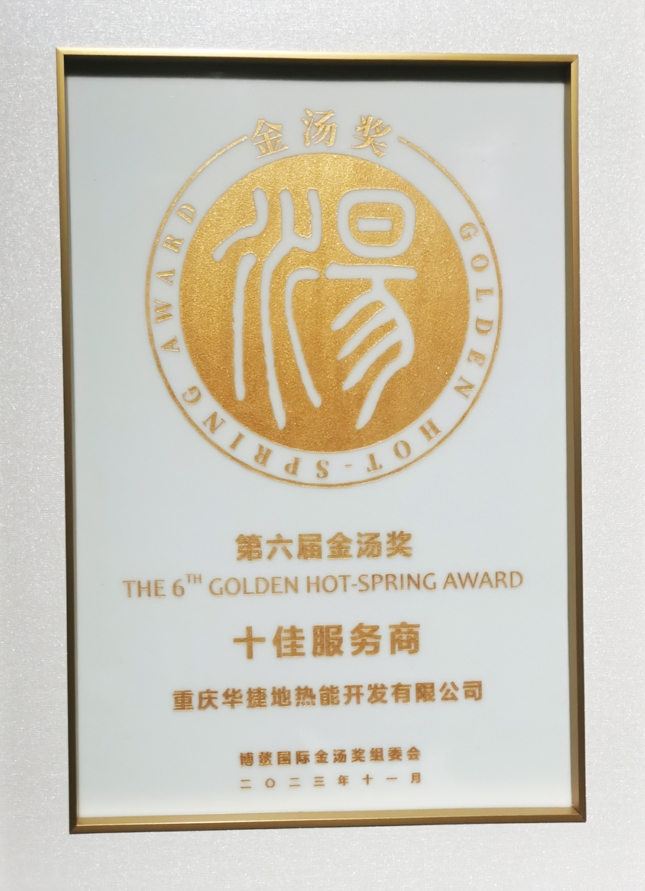 金汤奖
GOLDEN HOT-SPRING AWARD
湯
第六届金汤奖
THE 6TH GOLDEN HOT-SPRING AWARD
十佳服务商
重庆华捷地热能开发有限公司
博鳌国际金汤奖组委会
二〇二三年十一月